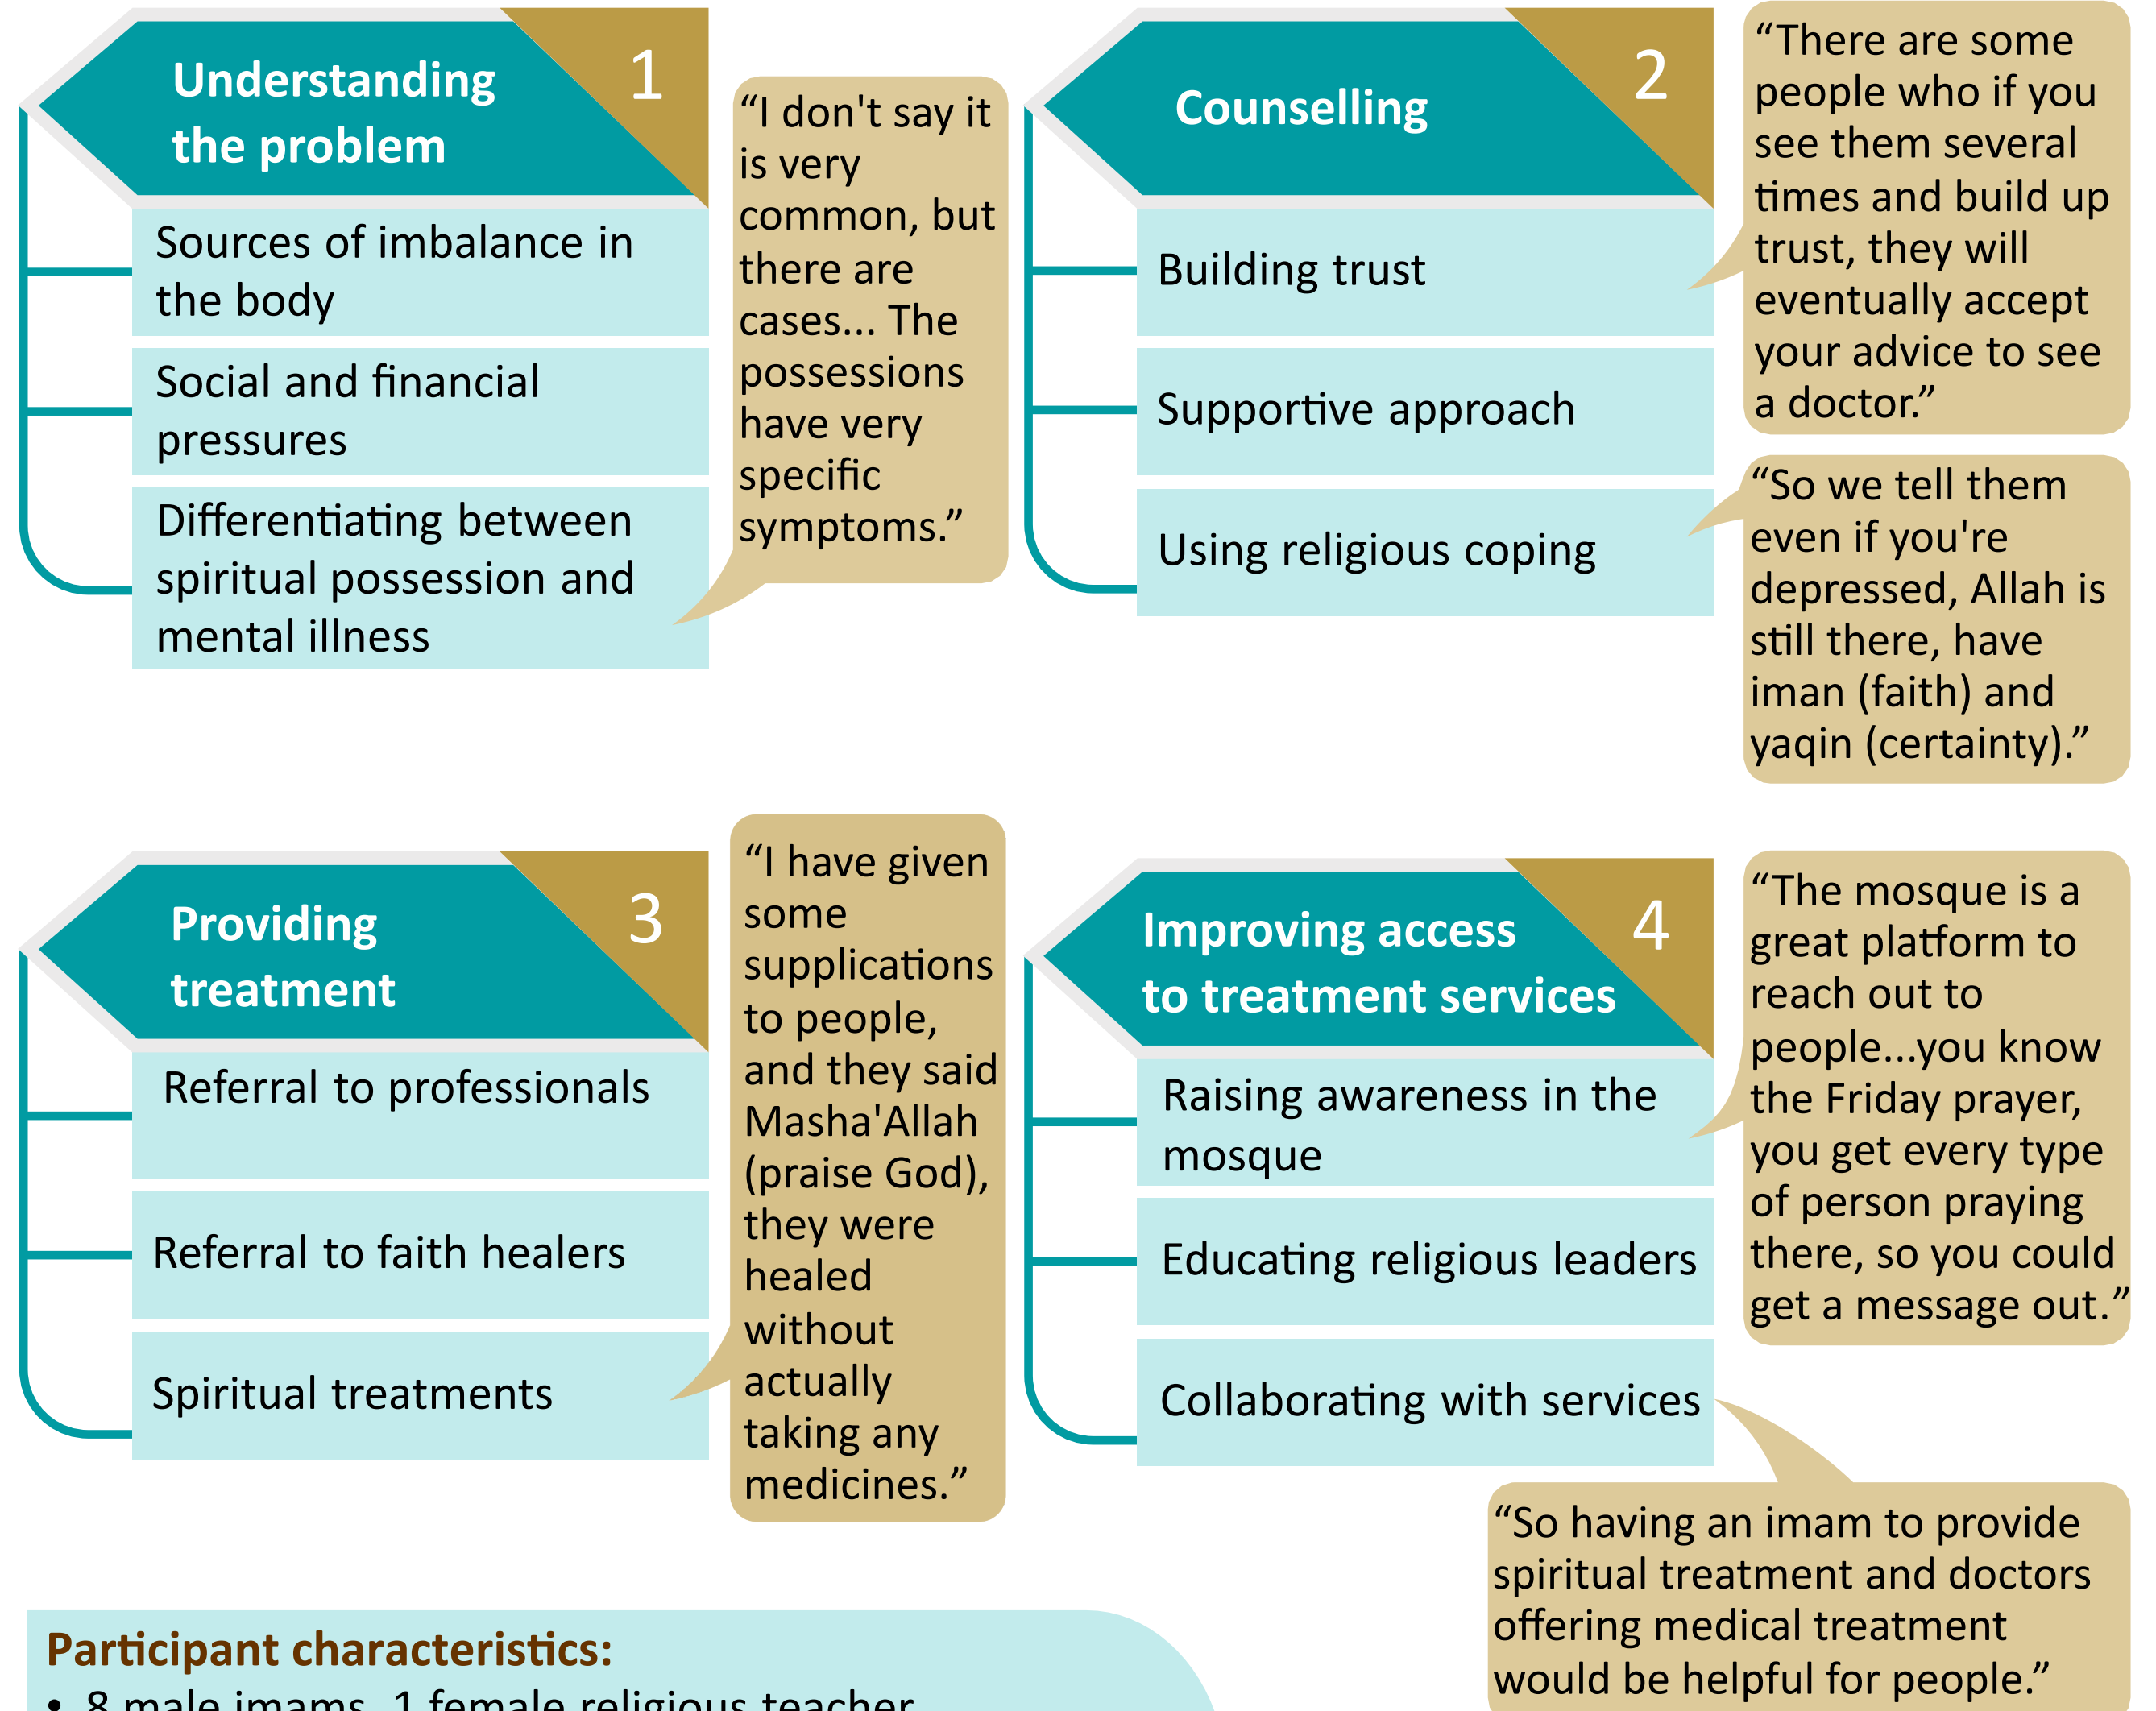 Understanding
the problem
1
Sources of imbalance in
the body
Social and financial
pressures
Differentiating between
spiritual possession and
mental illness
“I don't say it
is very
common, but
there are
cases... The
possessions
have very
specific
symptoms.”
Counselling
2
Building trust
Supportive approach
Using religious coping
“There are some
people who if you
see them several
times and build up
trust, they will
eventually accept
your advice to see
a doctor.”
“So we tell them
even if you're
depressed, Allah is
still there, have
iman (faith) and
yaqin (certainty).”
Providing
treatment
3
Referral to professionals
Referral to faith healers
Spiritual treatments
“I have given
some
supplications
to people,
and they said
Masha'Allah
(praise God),
they were
healed
without
actually
taking any
medicines.”
Improving access
to treatment services
4
Raising awareness in the
mosque
Educating religious leaders
Collaborating with services
“The mosque is a
great platform to
reach out to
people...you know
the Friday prayer,
you get every type
of person praying
there, so you could
get a message out.”
“So having an imam to provide
spiritual treatment and doctors
offering medical treatment
would be helpful for people.”
Participant characteristics:
• 8 male imams, 1 female religious teacher